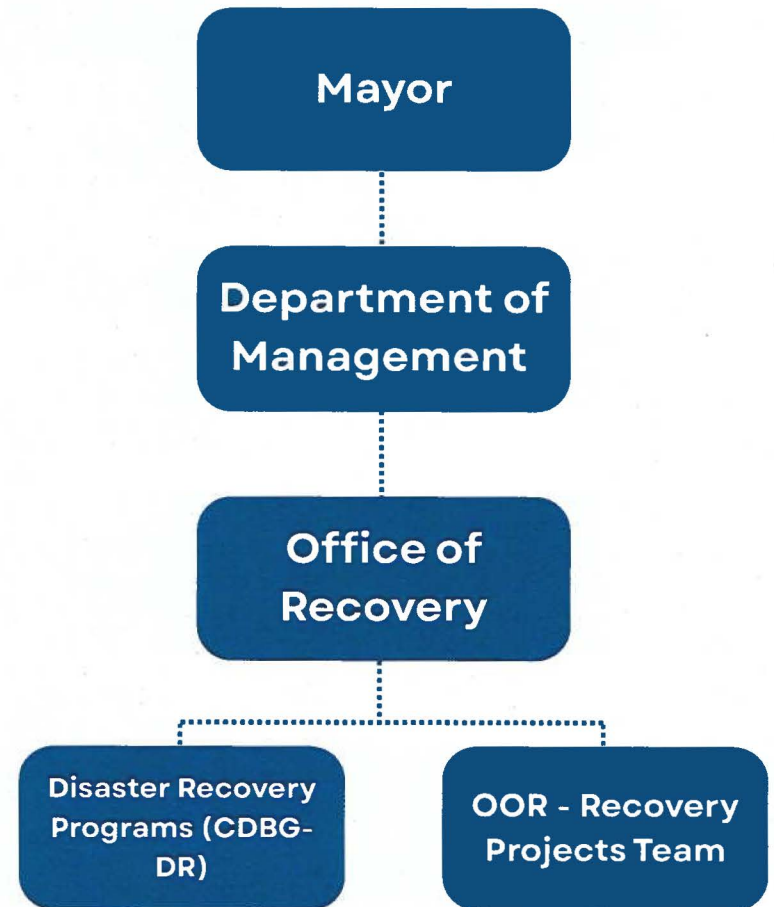 Mayor
Department of
Management
Office of
Recovery
Disaster Recovery
Programs (CDBG-
DR)
OOR - Recovery
Projects Team